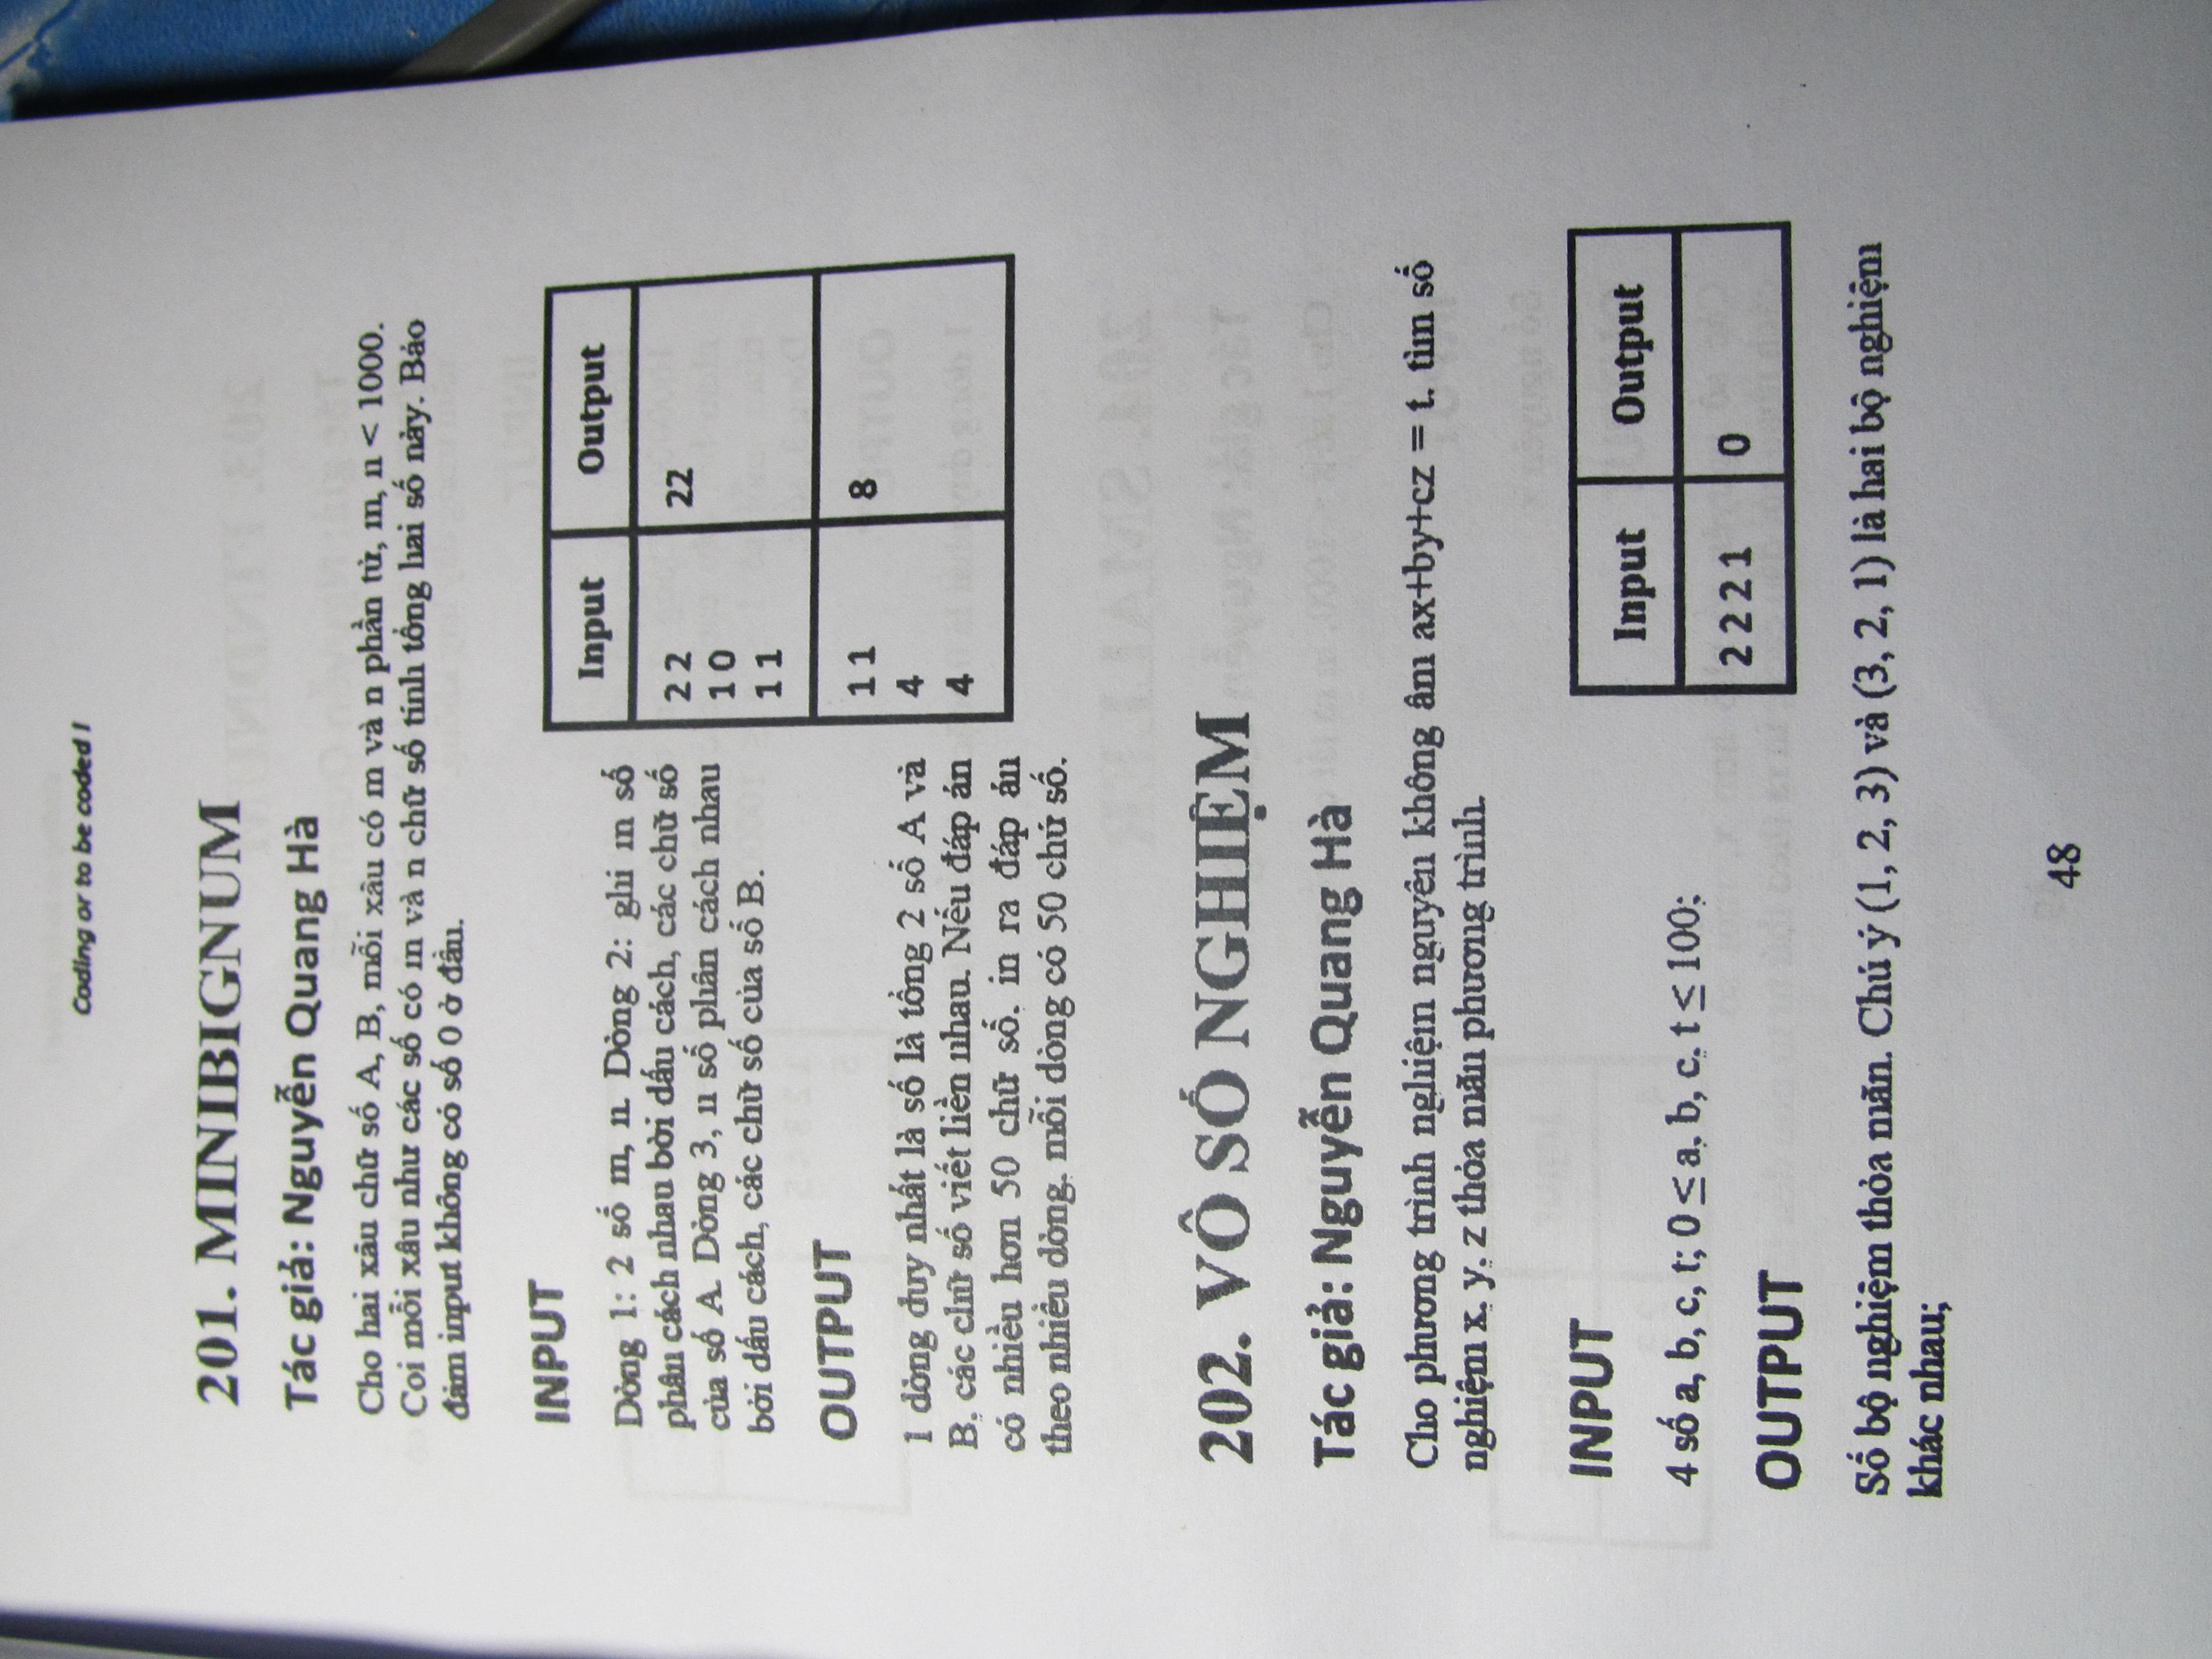 Coding or to be coded !
201. MINIBIGNUM
Tác giả: Nguyễn Quang Hà
Cho hai xâu chữ số A, B, mỗi xâu có m và n phần tử, m, n < 1000.
Coi mỗi xâu như các số có m và n chữ số tính tổng hai số này. Bảo
đảm input không có số 0 ở đầu.
INPUT
Dòng 1: 2 số m, n. Dòng 2: ghi m số
phân cách nhau bởi dấu cách, các chữ số
của số A. Dòng 3, n số phân cách nhau
bởi dấu cách, các chữ số của số B.
OUTPUT
1 dòng duy nhất là số là tổng 2 số A và
B, các chữ số viết liền nhau. Nếu đáp án
có nhiều hơn 50 chữ số, in ra đáp án
theo nhiều dòng, mỗi dòng có 50 chứ số.
Input Output
2 2 22
1 0
1 1
1 1 8
4
4
202. VÔ SỐ NGHIỆM
Tác giả: Nguyễn Quang Hà
Cho phương trình nghiệm nguyên không âm ax+by+cz = t. tìm số
nghiệm x, y, z thỏa mãn phương trình.
INPUT
4 số a, b, c, t; 0 ≤ a, b, c, t ≤ 100;
OUTPUT
Input Output
2 2 2 1 0
Số bộ nghiệm thỏa mãn. Chú ý (1, 2, 3) và (3, 2, 1) là hai bộ nghiệm
khác nhau;
48